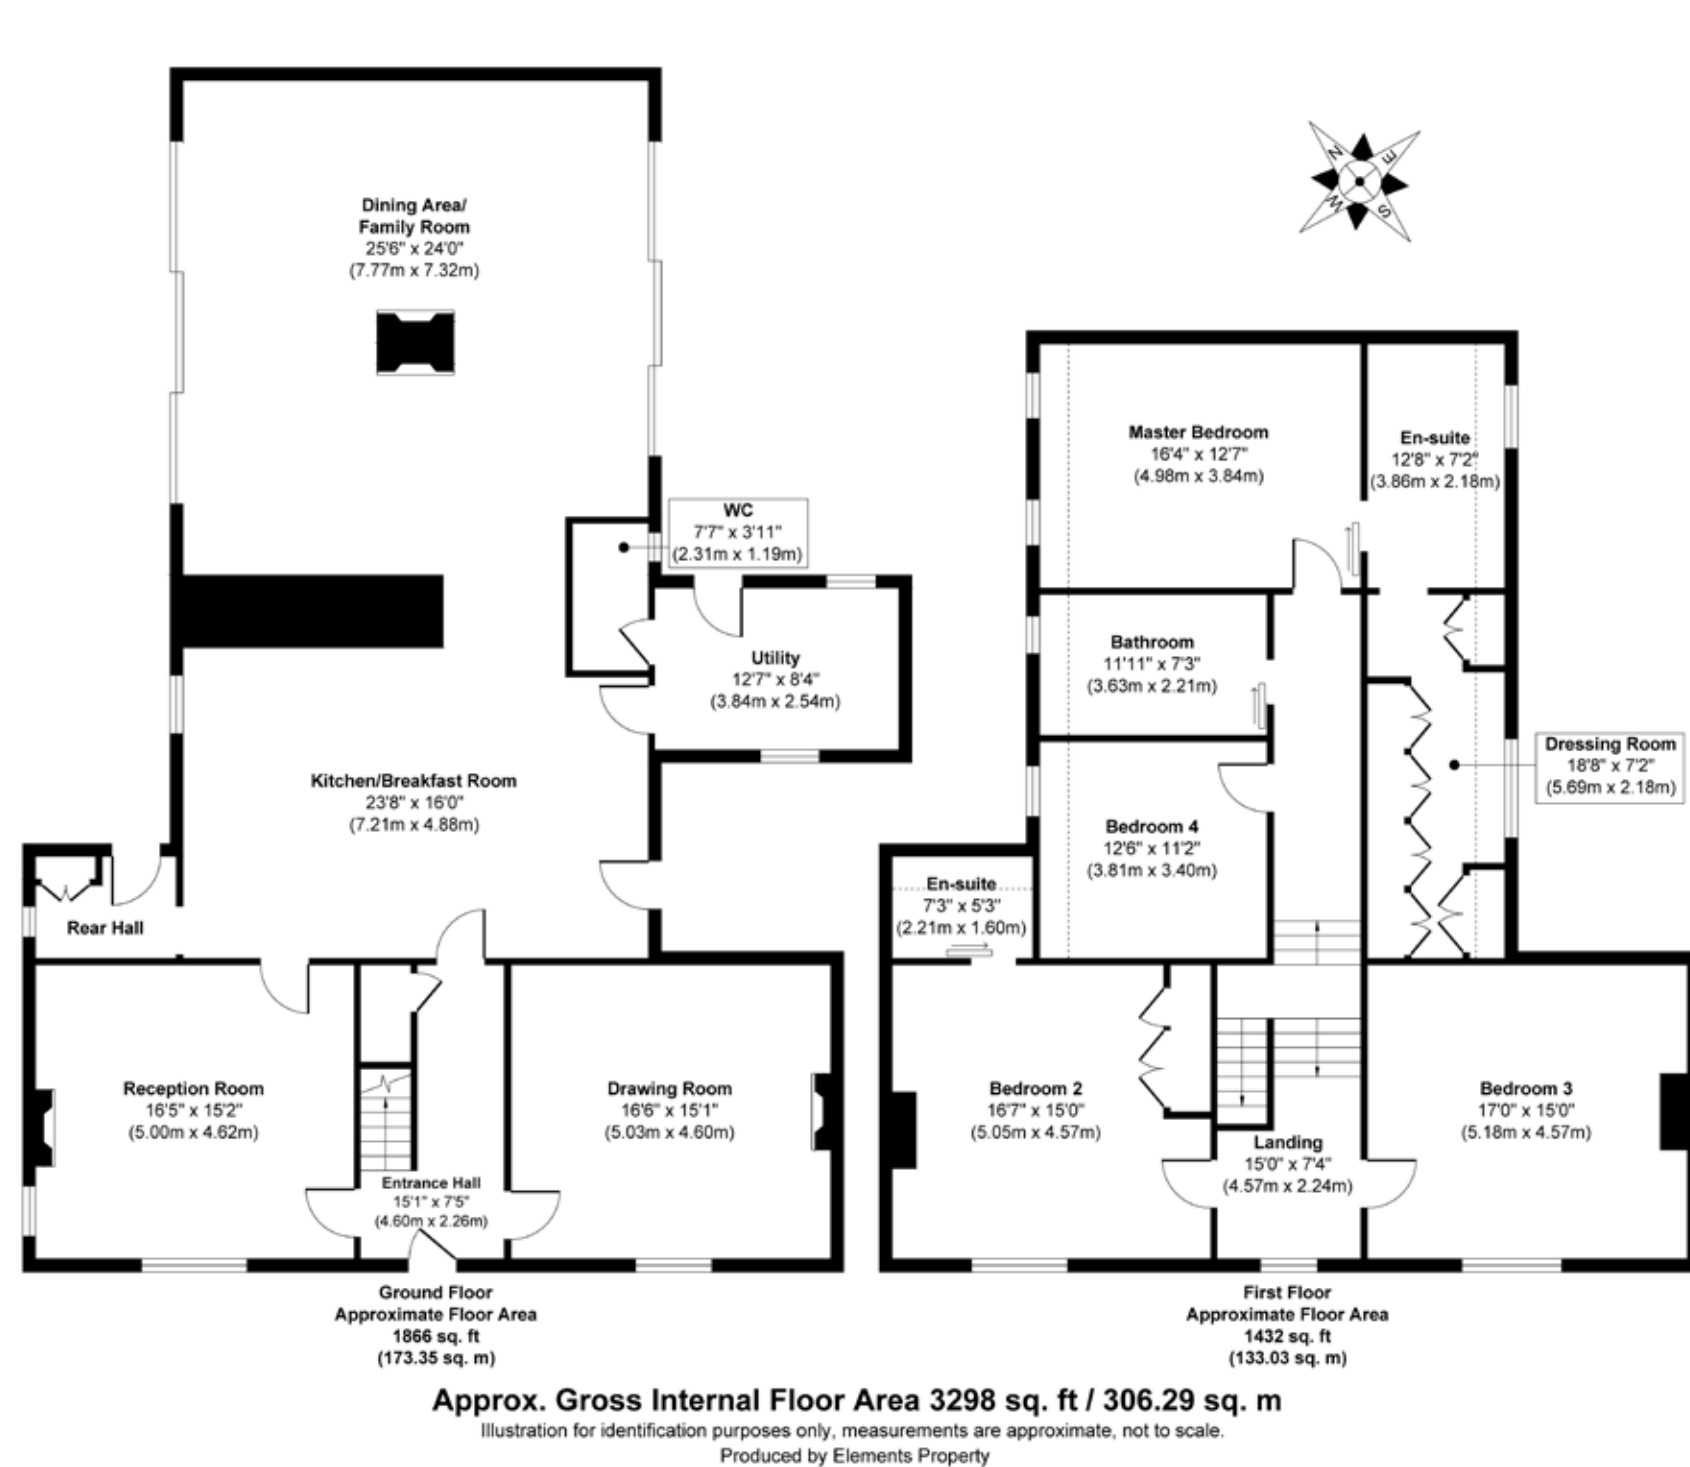 Dining Area/
Family Room
25'6" x 24'0"
(7.77m x 7.32m)
WC
7'7" x 3'11"
(2.31m x 1.19m)
Utility
12'7" x 8'4"
(3.84m x 2.54m)
Kitchen/Breakfast Room
23'8" x 16'0"
(7.21m x 4.88m)
Rear Hall
Reception Room
16'5" x 15'2"
(5.00m x 4.62m)
Entrance Hall
15'1" x 7'5"
(4.60m x 2.26m)
Drawing Room
16'6" x 15'1"
(5.03m x 4.60m)
Ground Floor
Approximate Floor Area
1866 sq. ft
(173.35 sq. m)
N
E
W
S
Master Bedroom
16'4" x 12'7"
(4.98m x 3.84m)
En-suite
12'8" x 7'2"
(3.86m x 2.18m)
Bathroom
11'11" x 7'3"
(3.63m x 2.21m)
Dressing Room
18'8" x 7'2"
(5.69m x 2.18m)
Bedroom 4
12'6" x 11'2"
(3.81m x 3.40m)
En-suite
7'3" x 5'3"
(2.21m x 1.60m)
Bedroom 2
16'7" x 15'0"
(5.05m x 4.57m)
Landing
15'0" x 7'4"
(4.57m x 2.24m)
Bedroom 3
17'0" x 15'0"
(5.18m x 4.57m)
First Floor
Approximate Floor Area
1432 sq. ft
(133.03 sq. m)
Approx. Gross Internal Floor Area 3298 sq. ft / 306.29 sq. m
Illustration for identification purposes only, measurements are approximate, not to scale.
Produced by Elements Property